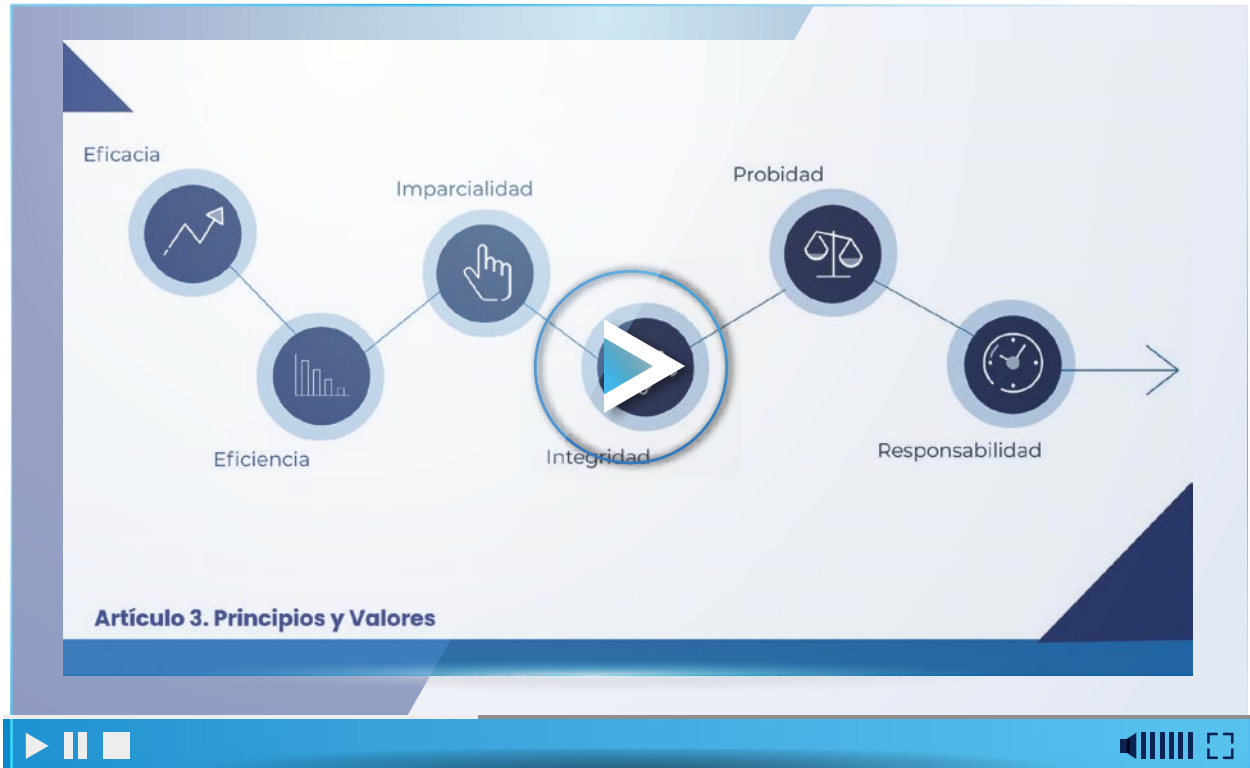 Eficacia
Imparcialidad
Probidad
Eficiencia
Integridad
Responsabilidad
Artículo 3. Principios y Valores